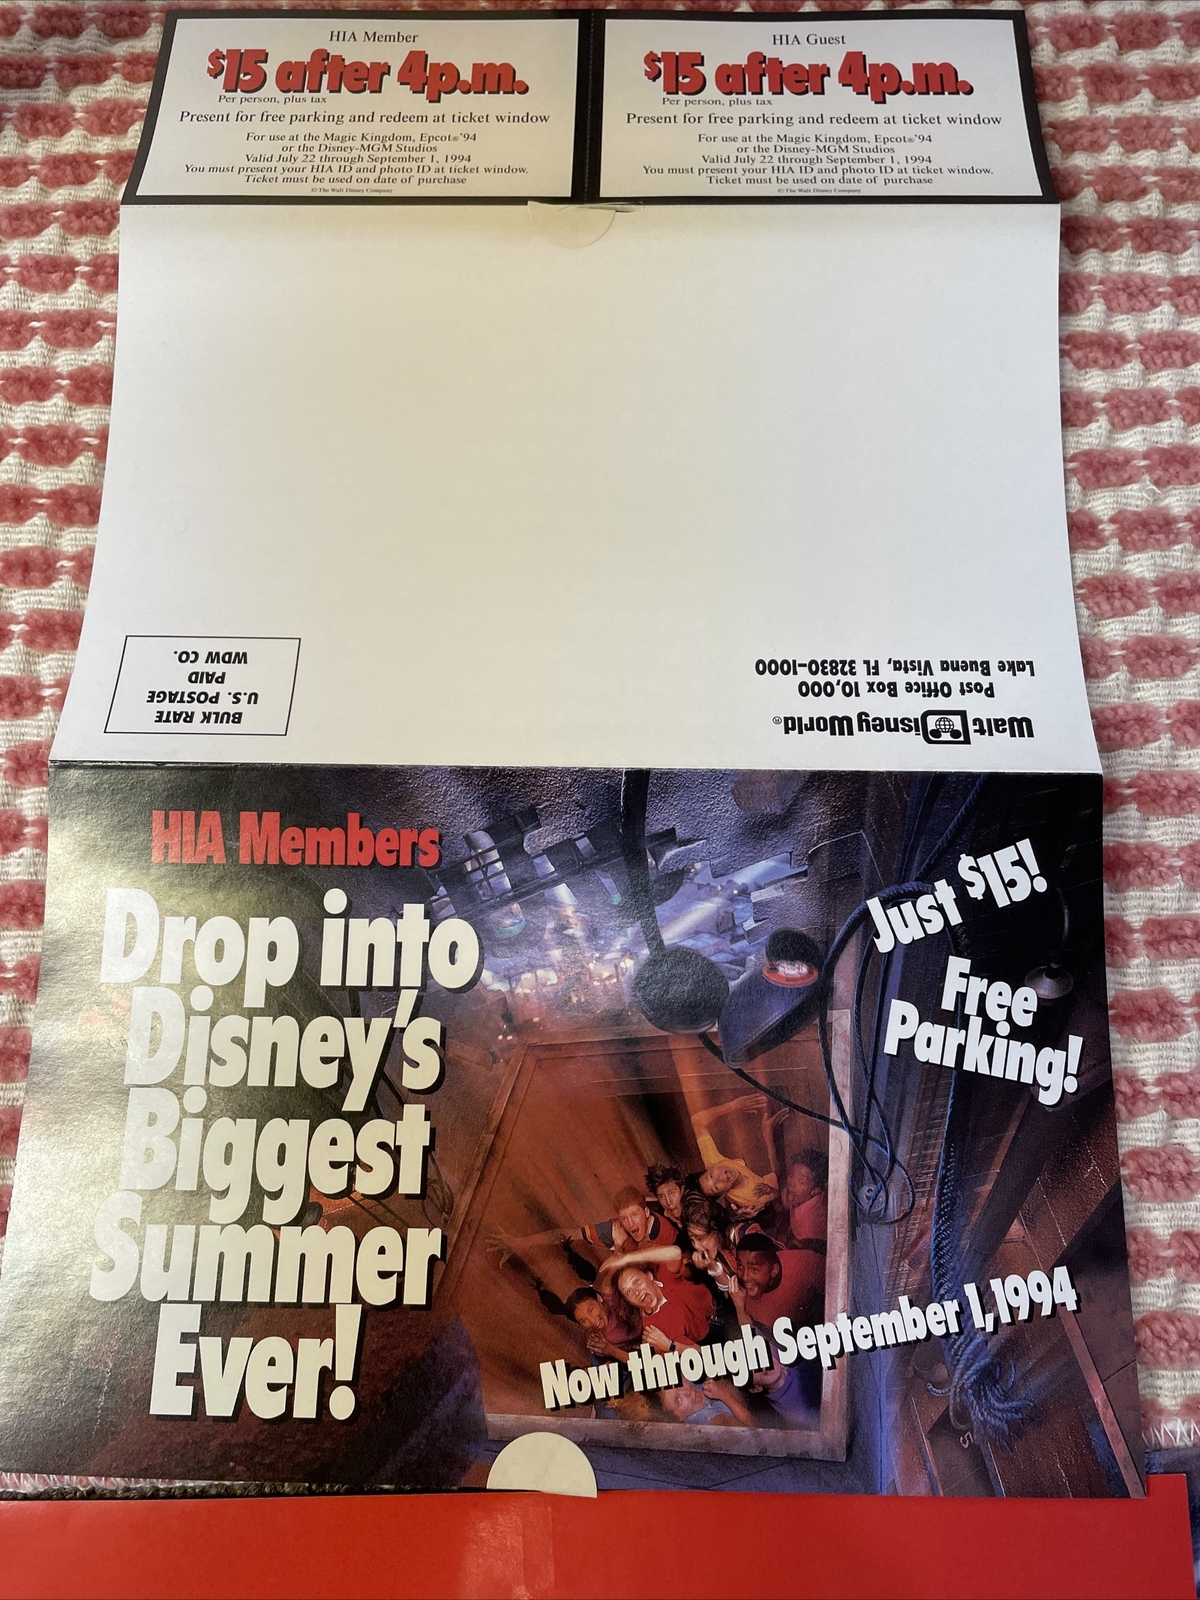 HIA Member
$15 after 4p.m.
Per person, plus tax
Present for free parking and redeem at ticket window
For use at the Magic Kingdom, Epcot®'94
or the Disney-MGM Studios
Valid July 22 through September 1, 1994
You must present your HIA ID and photo ID at ticket window.
Ticket must be used on date of purchase
© The Walt Disney Company
HIA Guest
$15 after 4p.m.
Per person, plus tax
Present for free parking and redeem at ticket window
For use at the Magic Kingdom, Epcot®'94
or the Disney-MGM Studios
Valid July 22 through September 1, 1994
You must present your HIA ID and photo ID at ticket window.
Ticket must be used on date of purchase
© The Walt Disney Company
Walt Disney World®
Post Office Box 10,000
Lake Buena Vista, FL 32830-1000
BULK RATE
U.S. POSTAGE
PAID
WDW CO.
HIA Members
Drop into
Disney's
Biggest
Summer
Ever!
Just $15!
Free
Parking!
Now through September 1, 1994